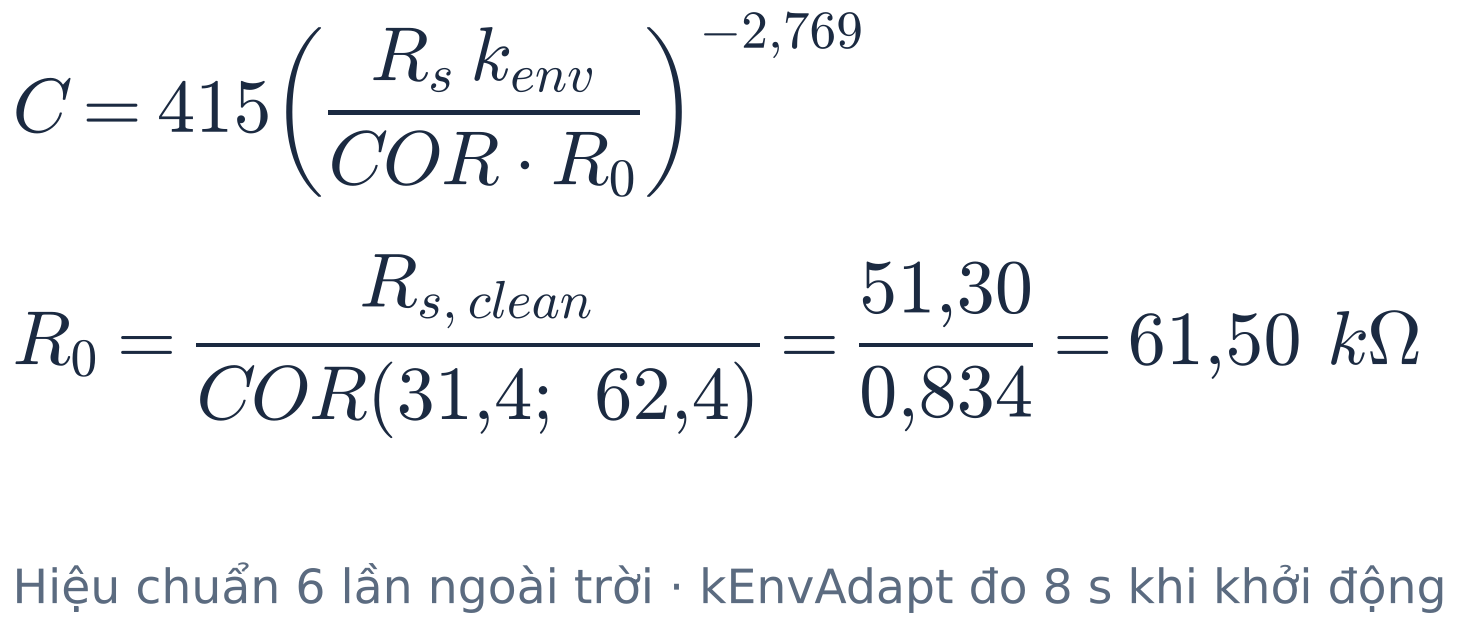 C = 415 (R_s k_env / COR · R_0)^−2,769
R_0 = R_s, clean / COR(31,4; 62,4) = 51,30 / 0,834 = 61,50 kΩ
Hiệu chuẩn 6 lần ngoài trời · kEnvAdapt đo 8 s khi khởi động